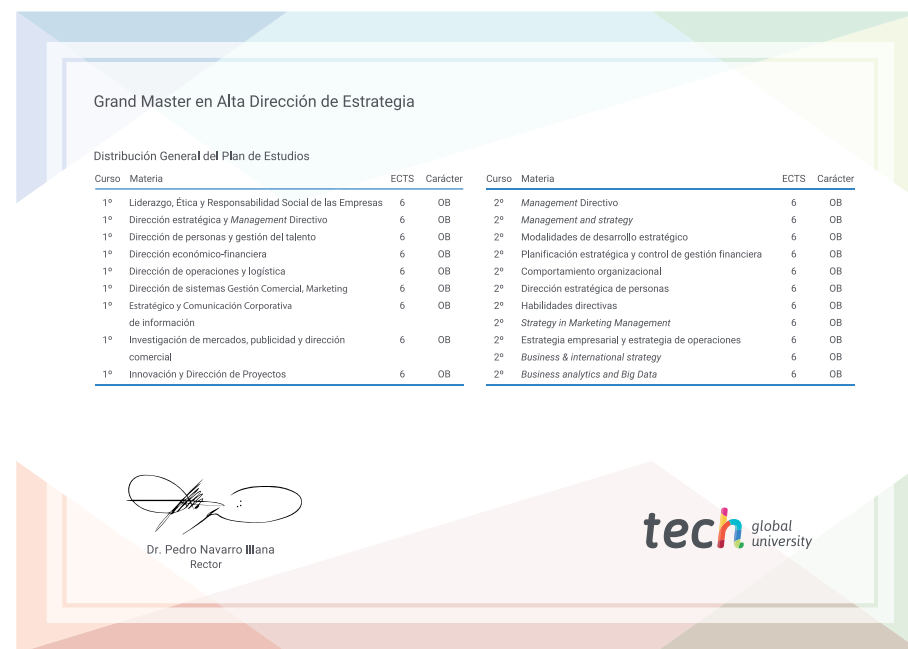 Grand Master en Alta Dirección de Estrategia
Distribución General del Plan de Estudios
Curso Materia ECTS Carácter
1º Liderazgo, Ética y Responsabilidad Social de las Empresas 6 OB
1º Dirección estratégica y Management Directivo 6 OB
1º Dirección de personas y gestión del talento 6 OB
1º Dirección económico-financiera 6 OB
1º Dirección de operaciones y logística 6 OB
1º Dirección de sistemas Gestión Comercial, Marketing 6 OB
1º Estratégico y Comunicación Corporativa 6 OB
de información
1º Investigación de mercados, publicidad y dirección 6 OB
comercial
1º Innovación y Dirección de Proyectos 6 OB
Curso Materia ECTS Carácter
2º Management Directivo 6 OB
2º Management and strategy 6 OB
2º Modalidades de desarrollo estratégico 6 OB
2º Planificación estratégica y control de gestión financiera 6 OB
2º Comportamiento organizacional 6 OB
2º Dirección estratégica de personas 6 OB
2º Habilidades directivas 6 OB
2º Strategy in Marketing Management 6 OB
2º Estrategia empresarial y estrategia de operaciones 6 OB
2º Business & international strategy 6 OB
2º Business analytics and Big Data 6 OB
Dr. Pedro Navarro Illana
Rector
tech global
university